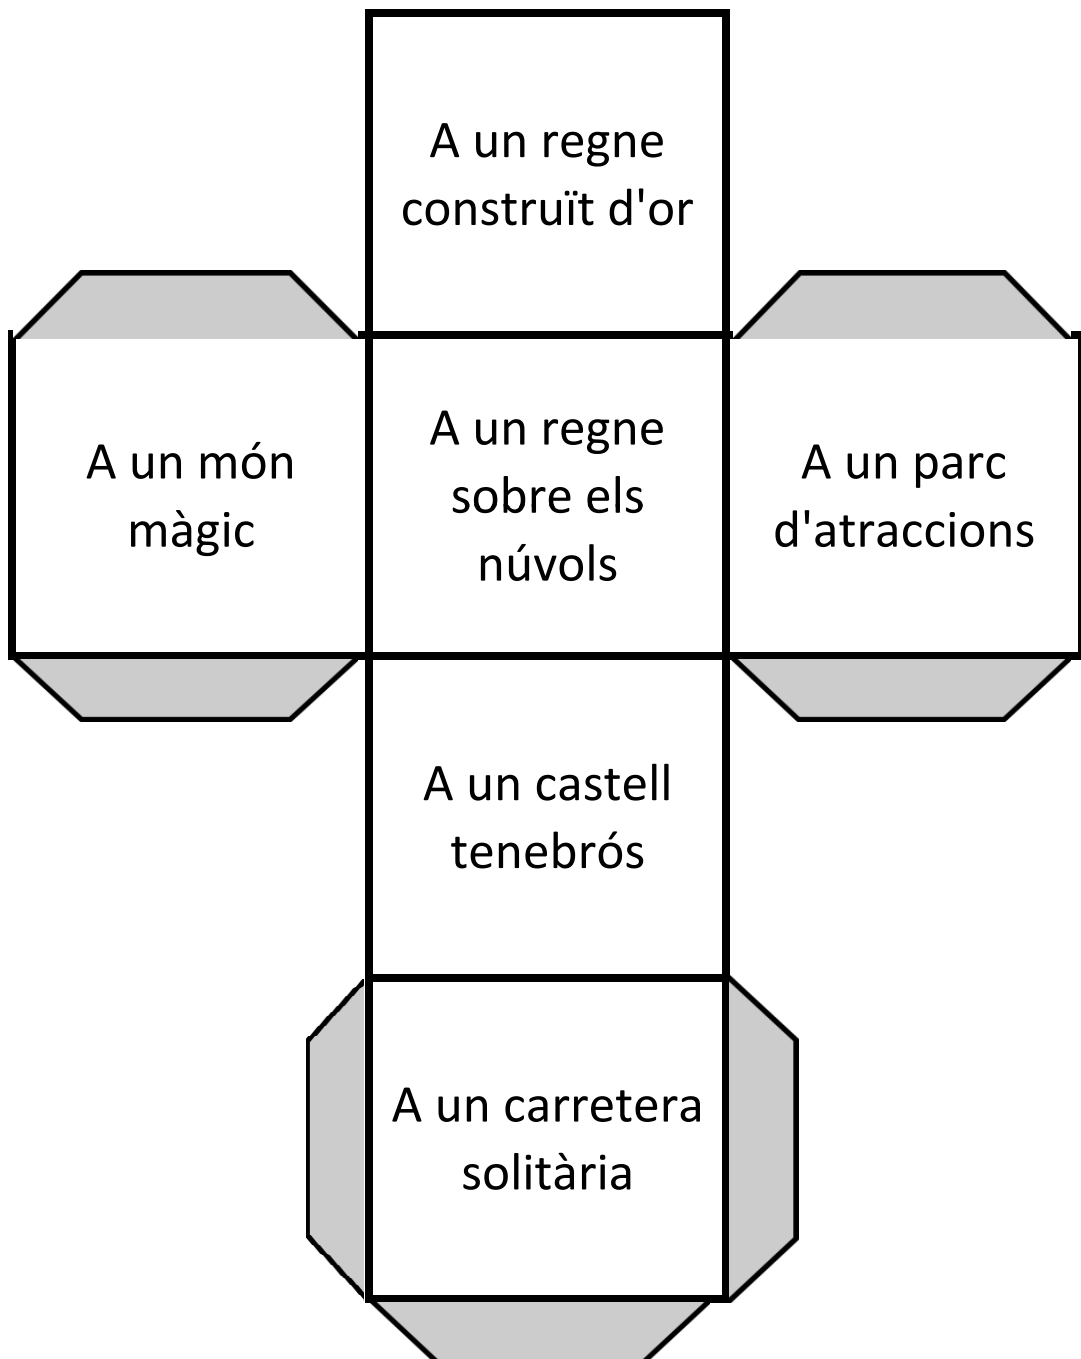 A un regne
construït d'or
A un món
màgic
A un regne
sobre els
núvols
A un parc
d'atraccions
A un castell
tenebrós
A un carretera
solitària